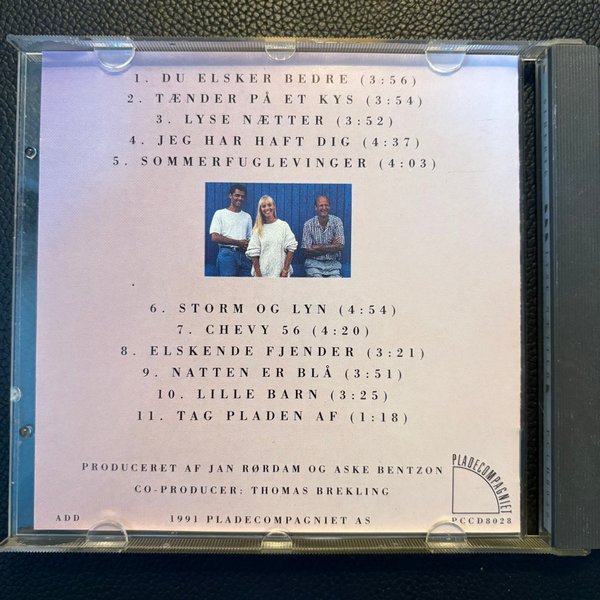 1. DU ELSKER BEDRE (3:56)
2. TÆNDER PÅ ET KYS (3:54)
3. LYSE NÆTTER (3:52)
4. JEG HAR HAFT DIG (4:37)
5. SOMMERFUGLEVINGER (4:03)
6. STORM OG LYN (4:54)
7. CHEVY 56 (4:20)
8. ELSKENDE FJENDER (3:21)
9. NATTEN ER BLÅ (3:51)
10. LILLE BARN (3:25)
11. TAG PLADEN AF (1:18)
PRODUCERET AF JAN RØRDAM OG ASKE BENTZON
CO-PRODUCER: THOMAS BREKLING
PLADECOMPAGNIET
ADD 1991 PLADECOMPAGNIET AS PCCD8028